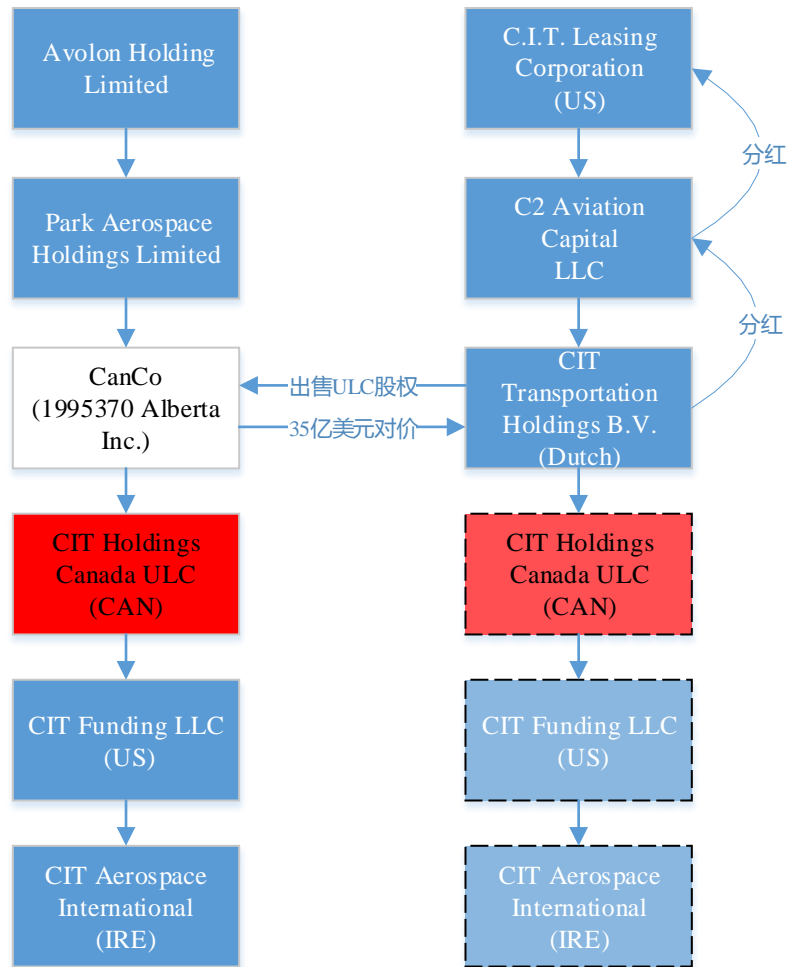 Avolon Holding
Limited
C.I.T. Leasing
Corporation
(US)
分红
Park Aerospace
Holdings Limited
C2 Aviation
Capital
LLC
分红
CanCo
(1995370 Alberta
Inc.)
出售ULC股权
35亿美元对价
CIT
Transportation
Holdings B.V.
(Dutch)
CIT Holdings
Canada ULC
(CAN)
CIT Holdings
Canada ULC
(CAN)
CIT Funding LLC
(US)
CIT Funding LLC
(US)
CIT Aerospace
International
(IRE)
CIT Aerospace
International
(IRE)